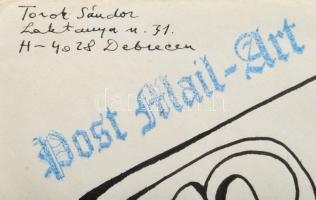 Torok Sándor
Laktanya u. 31.
H-4028 Debrecen
Post Mail-Art